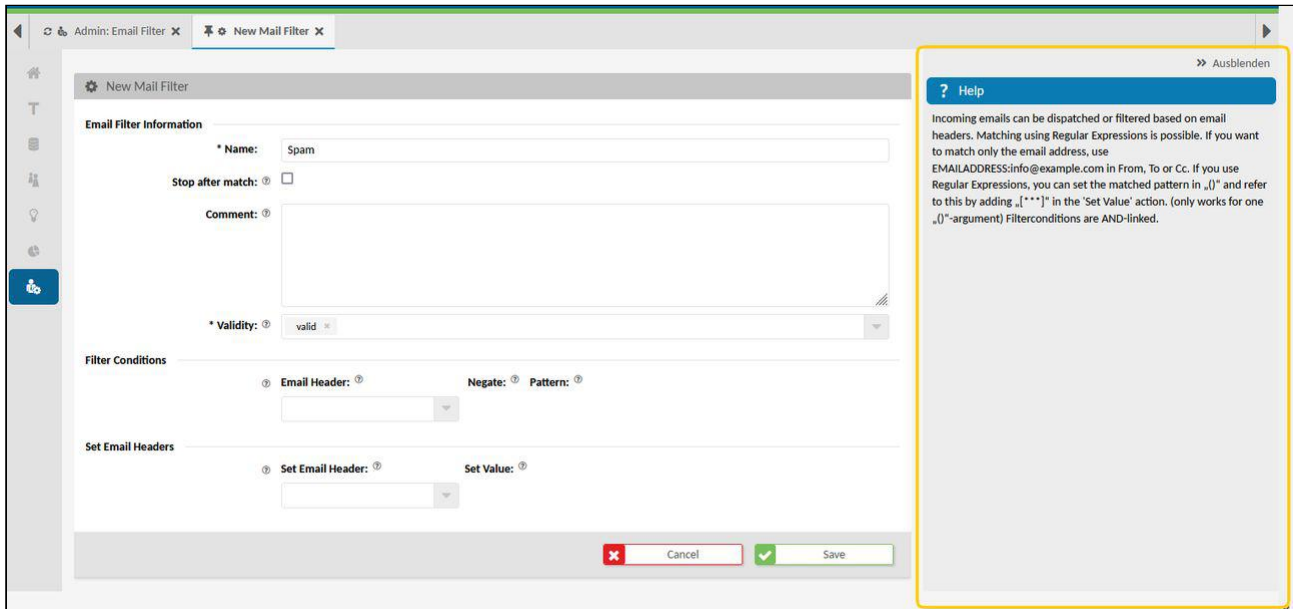 Admin: Email Filter
New Mail Filter
Ausblenden
New Mail Filter
? Help
Incoming emails can be dispatched or filtered based on email
headers. Matching using Regular Expressions is possible. If you want
to match only the email address, use
EMAILADDRESS:info@example.com in From, To or Cc. If you use
Regular Expressions, you can set the matched pattern in „()“ and refer
to this by adding „[***]“ in the 'Set Value' action. (only works for one
„()“-argument) Filterconditions are AND-linked.
Email Filter Information
* Name:
Spam
Stop after match:
Comment:
* Validity:
valid
Filter Conditions
Email Header:
Negate:
Pattern:
Set Email Headers
Set Email Header:
Set Value:
Cancel
Save